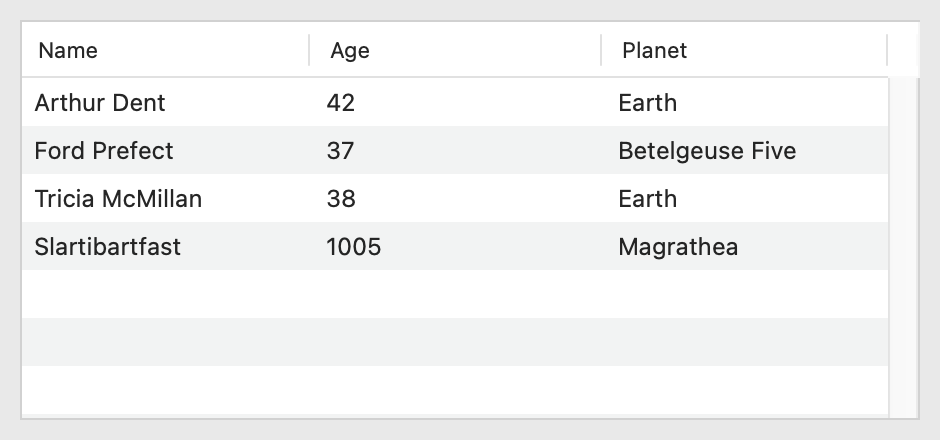 Name Age Planet
Arthur Dent 42 Earth
Ford Prefect 37 Betelgeuse Five
Tricia McMillan 38 Earth
Slartibartfast 1005 Magrathea